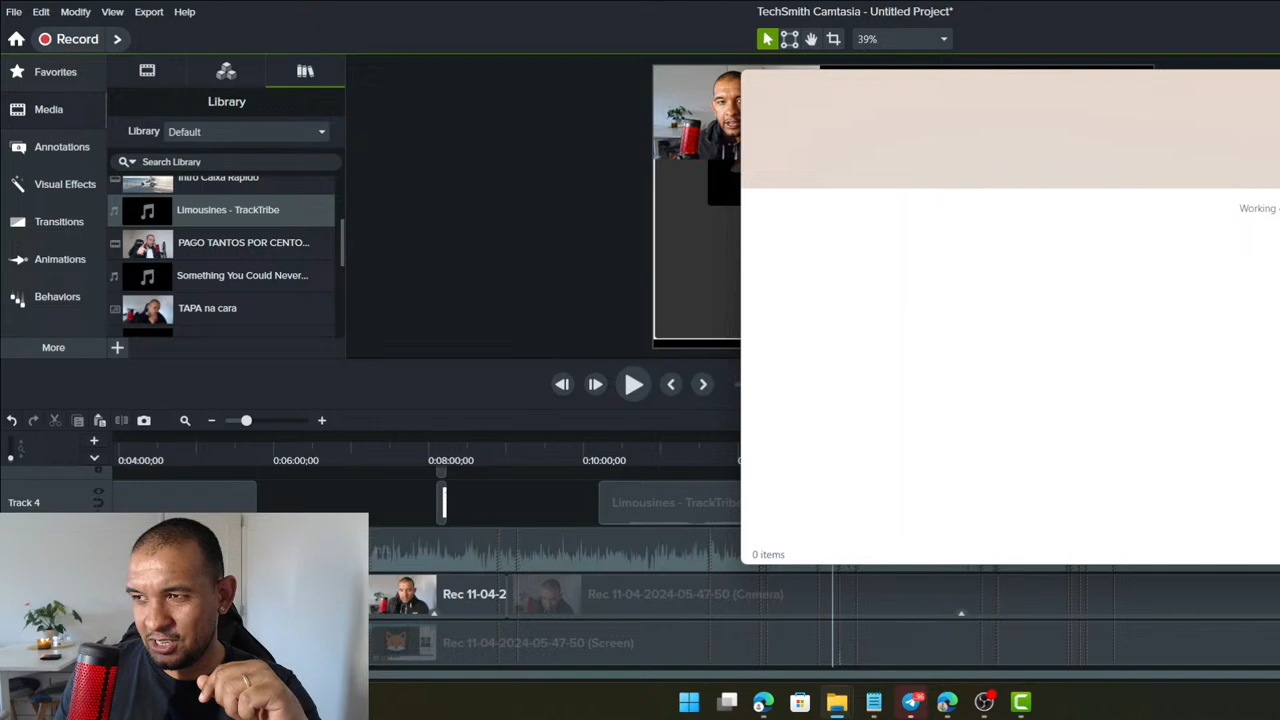 File Edit Modify View Export Help
TechSmith Camtasia - Untitled Project*
Record
39%
Favorites
Media
Annotations
Visual Effects
Transitions
Animations
Behaviors
More
Library
Library Default
Search Library
Intro Caixa Rapido
Limousines - TrackTribe
PAGO TANTOS POR CENTO...
Something You Could Never...
TAPA na cara
Working
0 items
0:04:00;00 0:06:00;00 0:08:00;00 0:10:00;00
Track 4
Limousines - TrackTribe
Rec 11-04-2
Rec 11-04-2024-05-47-50 (Camera)
Rec 11-04-2024-05-47-50 (Screen)